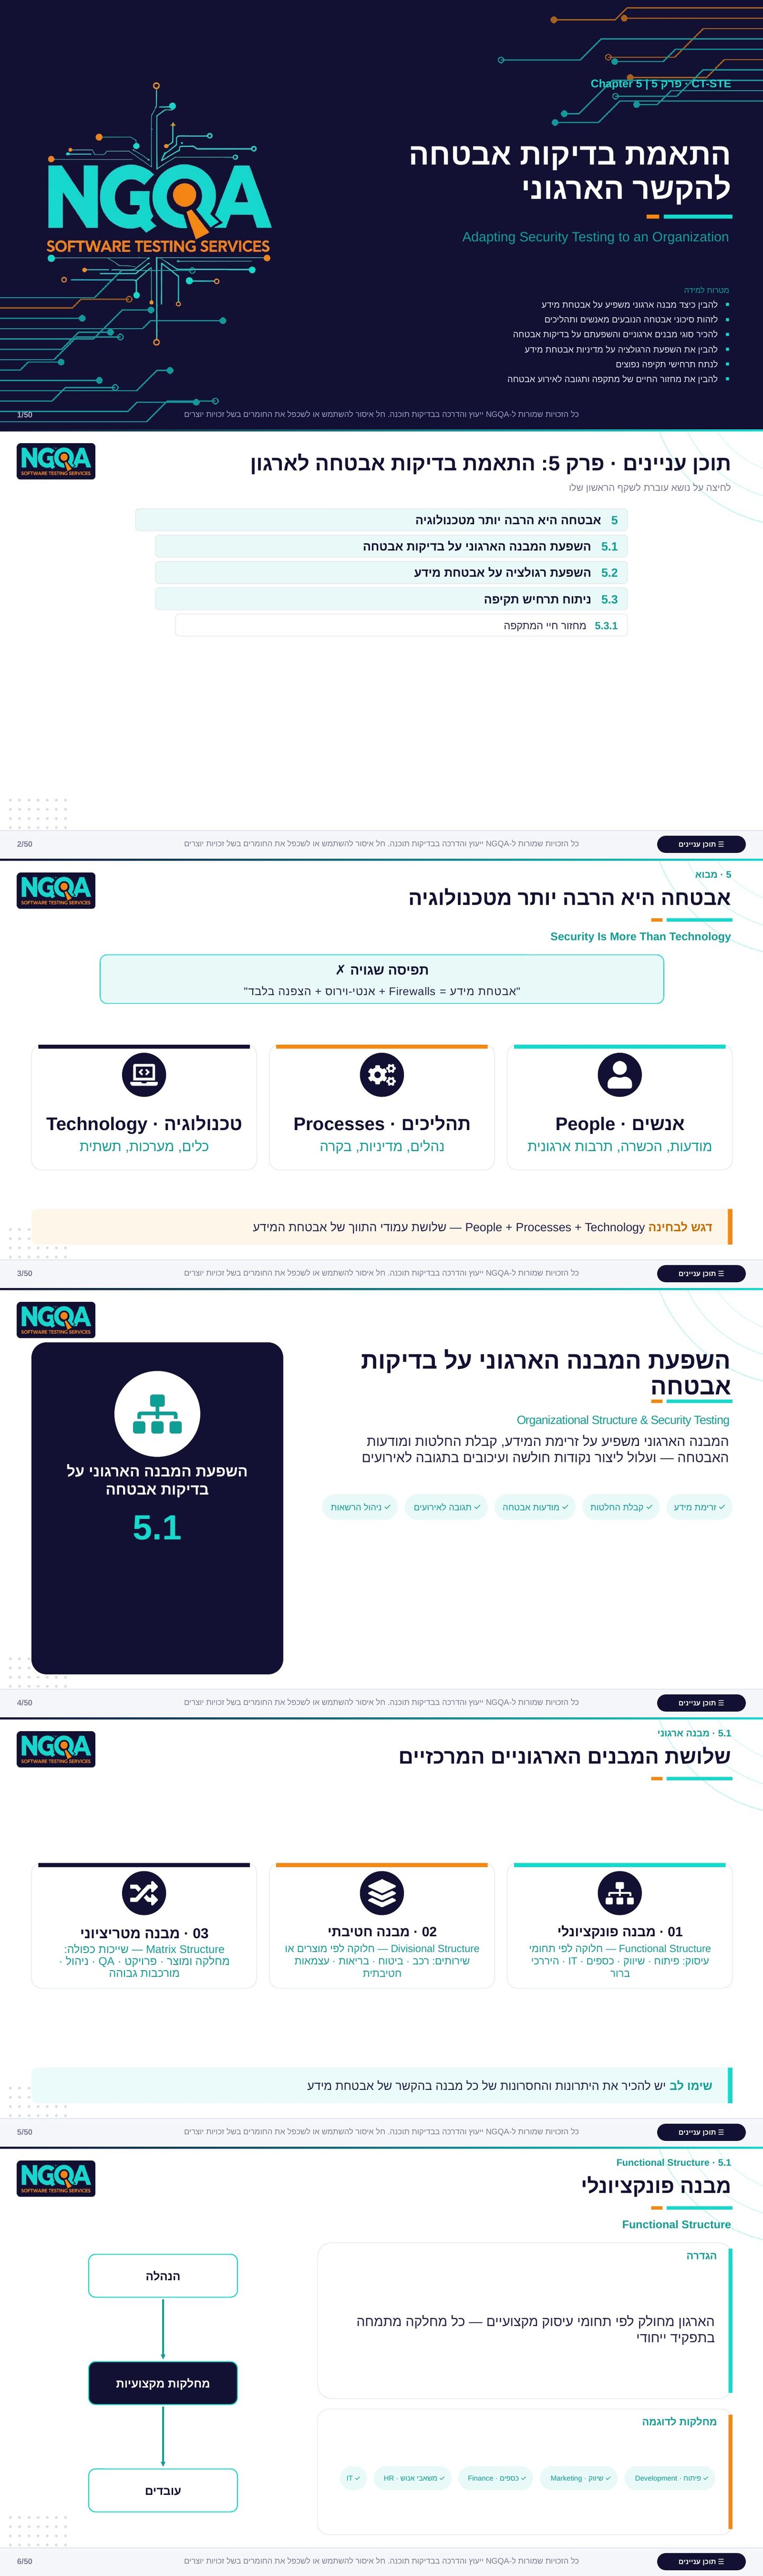 CT-STE · פרק 5 | Chapter 5
התאמת בדיקות אבטחה
להקשר הארגוני
Adapting Security Testing to an Organization
NGQA
SOFTWARE TESTING SERVICES
מטרות למידה
להבין כיצד מבנה ארגוני משפיע על אבטחת מידע
לזהות סיכוני אבטחה הנובעים מאנשים ותהליכים
להכיר סוגי מבנים ארגוניים והשפעתם על בדיקות אבטחה
להבין את השפעת הרגולציה על מדיניות אבטחת מידע
לנתח תרחישי תקיפה נפוצים
להבין את מחזור החיים של מתקפה ותגובה לאירוע אבטחה
כל הזכויות שמורות ל-NGQA ייעוץ והדרכה בבדיקות תוכנה. חל איסור להשתמש או לשכפל את החומרים בשל זכויות יוצרים
1/50
NGQA
SOFTWARE TESTING SERVICES
תוכן עניינים · פרק 5: התאמת בדיקות אבטחה לארגון
לחיצה על נושא עוברת לשקף הראשון שלו
5 אבטחה היא הרבה יותר מטכנולוגיה
5.1 השפעת המבנה הארגוני על בדיקות אבטחה
5.2 השפעת רגולציה על אבטחת מידע
5.3 ניתוח תרחיש תקיפה
5.3.1 מחזור חיי המתקפה
☰ תוכן עניינים
כל הזכויות שמורות ל-NGQA ייעוץ והדרכה בבדיקות תוכנה. חל איסור להשתמש או לשכפל את החומרים בשל זכויות יוצרים
2/50
NGQA
SOFTWARE TESTING SERVICES
5 · מבוא
אבטחה היא הרבה יותר מטכנולוגיה
Security Is More Than Technology
תפיסה שגויה ✗
"אבטחת מידע = Firewalls + אנטי-וירוס + הצפנה בלבד"
אנשים · People
מודעות, הכשרה, תרבות ארגונית
תהליכים · Processes
נהלים, מדיניות, בקרה
טכנולוגיה · Technology
כלים, מערכות, תשתית
דגש לבחינה People + Processes + Technology — שלושת עמודי התווך של אבטחת המידע
☰ תוכן עניינים
כל הזכויות שמורות ל-NGQA ייעוץ והדרכה בבדיקות תוכנה. חל איסור להשתמש או לשכפל את החומרים בשל זכויות יוצרים
3/50
NGQA
SOFTWARE TESTING SERVICES
השפעת המבנה הארגוני על בדיקות
אבטחה
Organizational Structure & Security Testing
המבנה הארגוני משפיע על זרימת המידע, קבלת החלטות ומודעות
האבטחה — ועלול ליצור נקודות חולשה ועיכובים בתגובה לאירועים
✓ זרימת מידע
✓ קבלת החלטות
✓ מודעות אבטחה
✓ תגובה לאירועים
✓ ניהול הרשאות
השפעת המבנה הארגוני על
בדיקות אבטחה
5.1
☰ תוכן עניינים
כל הזכויות שמורות ל-NGQA ייעוץ והדרכה בבדיקות תוכנה. חל איסור להשתמש או לשכפל את החומרים בשל זכויות יוצרים
4/50
NGQA
SOFTWARE TESTING SERVICES
5.1 · מבנה ארגוני
שלושת המבנים הארגוניים המרכזיים
01 · מבנה פונקציונלי
Functional Structure — חלוקה לפי תחומי
עיסוק: פיתוח · שיווק · כספים · IT · היררכי
ברור
02 · מבנה חטיבתי
Divisional Structure — חלוקה לפי מוצרים או
שירותים: רכב · ביטוח · בריאות · עצמאות
חטיבתית
03 · מבנה מטריציוני
Matrix Structure — שייכות כפולה:
מחלקה ומוצר · פרויקט · QA · ניהול ·
מורכבות גבוהה
שימו לב יש להכיר את היתרונות והחסרונות של כל מבנה בהקשר של אבטחת מידע
☰ תוכן עניינים
כל הזכויות שמורות ל-NGQA ייעוץ והדרכה בבדיקות תוכנה. חל איסור להשתמש או לשכפל את החומרים בשל זכויות יוצרים
5/50
NGQA
SOFTWARE TESTING SERVICES
5.1 · Functional Structure
מבנה פונקציונלי
Functional Structure
הגדרה
הארגון מחולק לפי תחומי עיסוק מקצועיים — כל מחלקה מתמחה
בתפקיד ייחודי
מחלקות לדוגמה
✓ פיתוח · Development
✓ שיווק · Marketing
✓ כספים · Finance
✓ משאבי אנוש · HR
✓ IT
הנהלה
מחלקות מקצועיות
עובדים
☰ תוכן עניינים
כל הזכויות שמורות ל-NGQA ייעוץ והדרכה בבדיקות תוכנה. חל איסור להשתמש או לשכפל את החומרים בשל זכויות יוצרים
6/50